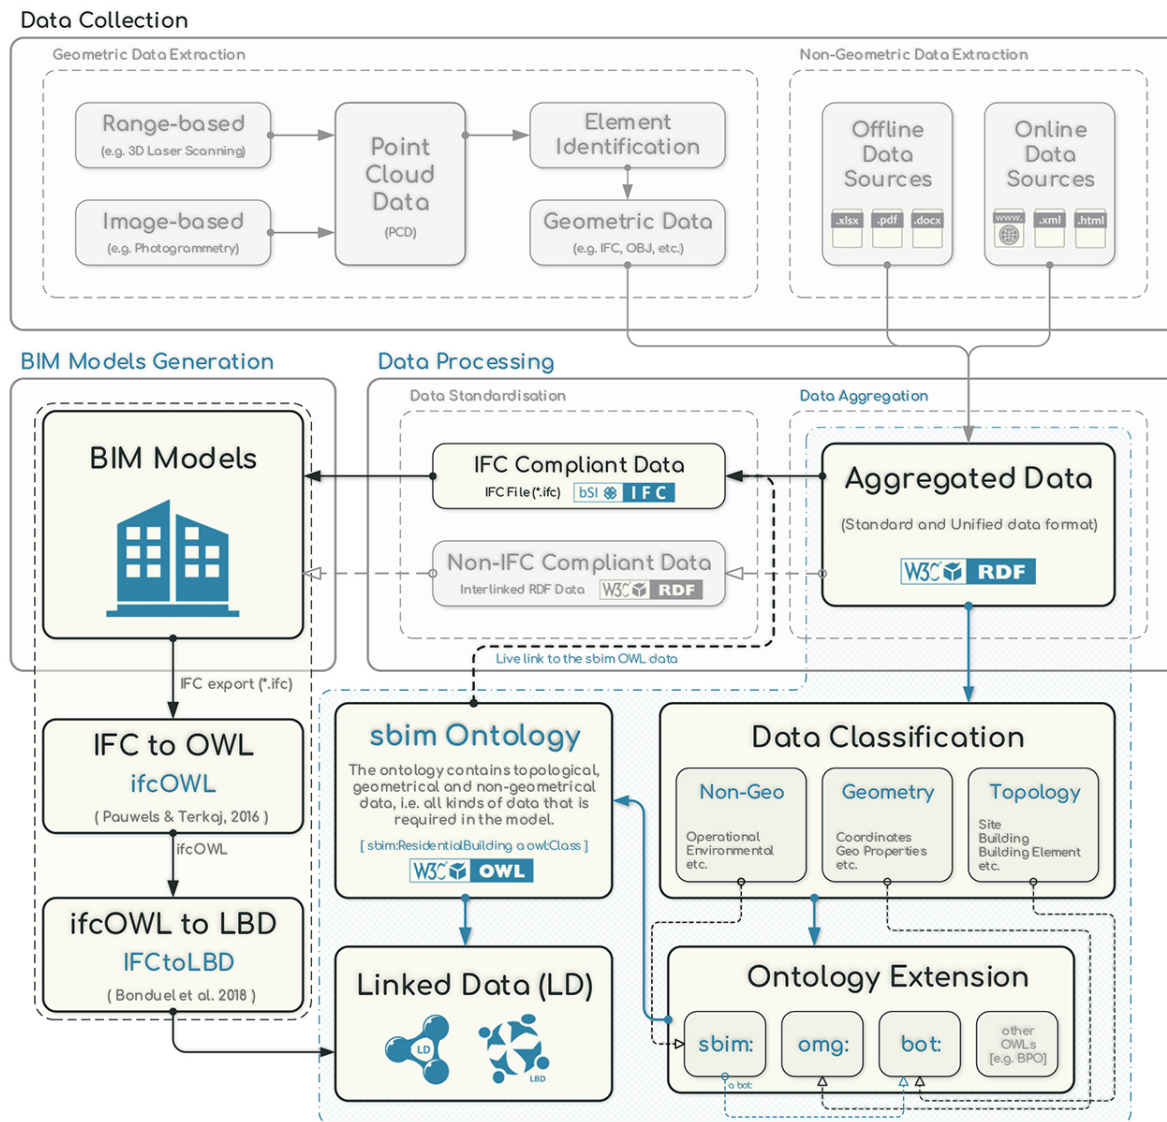 Data Collection
Geometric Data Extraction
Non-Geometric Data Extraction
Range-based
(e.g. 3D Laser Scanning)
Image-based
(e.g. Photogrammetry)
Point
Cloud
Data
(PCD)
Element
Identification
Geometric Data
(e.g. IFC, OBJ, etc.)
Offline
Data
Sources
.xlsx
.pdf
.docx
Online
Data
Sources
www.
.xml
.html
BIM Models Generation
Data Processing
Data Standardisation
Data Aggregation
BIM Models
IFC Compliant Data
IFC File (*.ifc)
bSI IFC
Non-IFC Compliant Data
Interlinked RDF Data
W3C RDF
Aggregated Data
(Standard and Unified data format)
W3C RDF
Live link to the sbim OWL data
IFC export (*.ifc)
IFC to OWL
ifcOWL
( Pauwels & Terkaj, 2016 )
ifcOWL
ifcOWL to LBD
IFCtoLBD
( Bonduel et al. 2018 )
sbim Ontology
The ontology contains topological,
geometrical and non-geometrical
data, i.e. all kinds of data that is
required in the model.
[ sbim:ResidentialBuilding a owl:Class ]
W3C OWL
Linked Data (LD)
LD
LBD
Data Classification
Non-Geo
Operational
Environmental
etc.
Geometry
Coordinates
Geo Properties
etc.
Topology
Site
Building
Building Element
etc.
Ontology Extension
sbim:
omg:
bot:
other
OWLs
[e.g. BPO]
a bot: